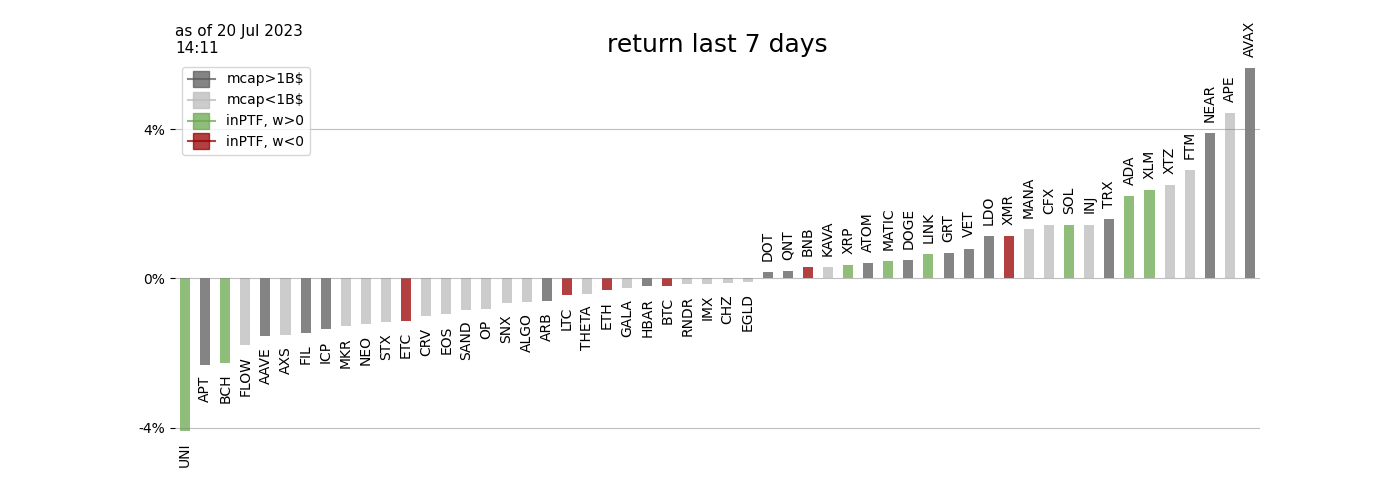 as of 20 Jul 2023
14:11
return last 7 days
mcap>1B$
mcap<1B$
inPTF, w>0
inPTF, w<0
4%
0%
-4%
UNI
APT
BCH
FLOW
AAVE
AXS
FIL
ICP
MKR
NEO
STX
ETC
CRV
EOS
SAND
OP
SNX
ALGO
ARB
LTC
THETA
ETH
GALA
HBAR
BTC
RNDR
IMX
CHZ
EGLD
DOT
QNT
BNB
KAVA
XRP
ATOM
MATIC
DOGE
LINK
GRT
VET
LDO
XMR
MANA
CFX
SOL
INJ
TRX
ADA
XLM
XTZ
FTM
NEAR
APE
AVAX